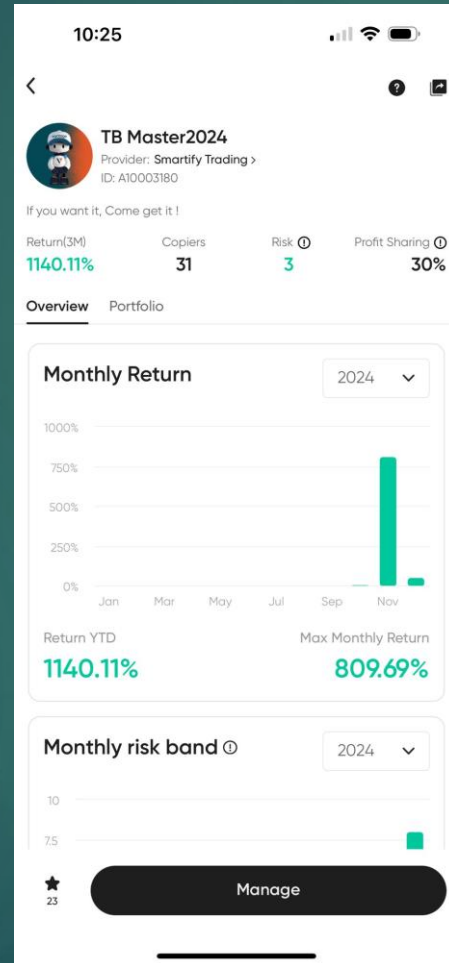 10:25
TB Master2024
Provider: Smartify Trading >
ID: A10003180
If you want it, Come get it !
Return(3M) Copiers Risk Profit Sharing
1140.11% 31 3 30%
Overview Portfolio
Monthly Return 2024
1000%
750%
500%
250%
0%
Jan Mar May Jul Sep Nov
Return YTD Max Monthly Return
1140.11% 809.69%
Monthly risk band 2024
10
7.5
23 Manage